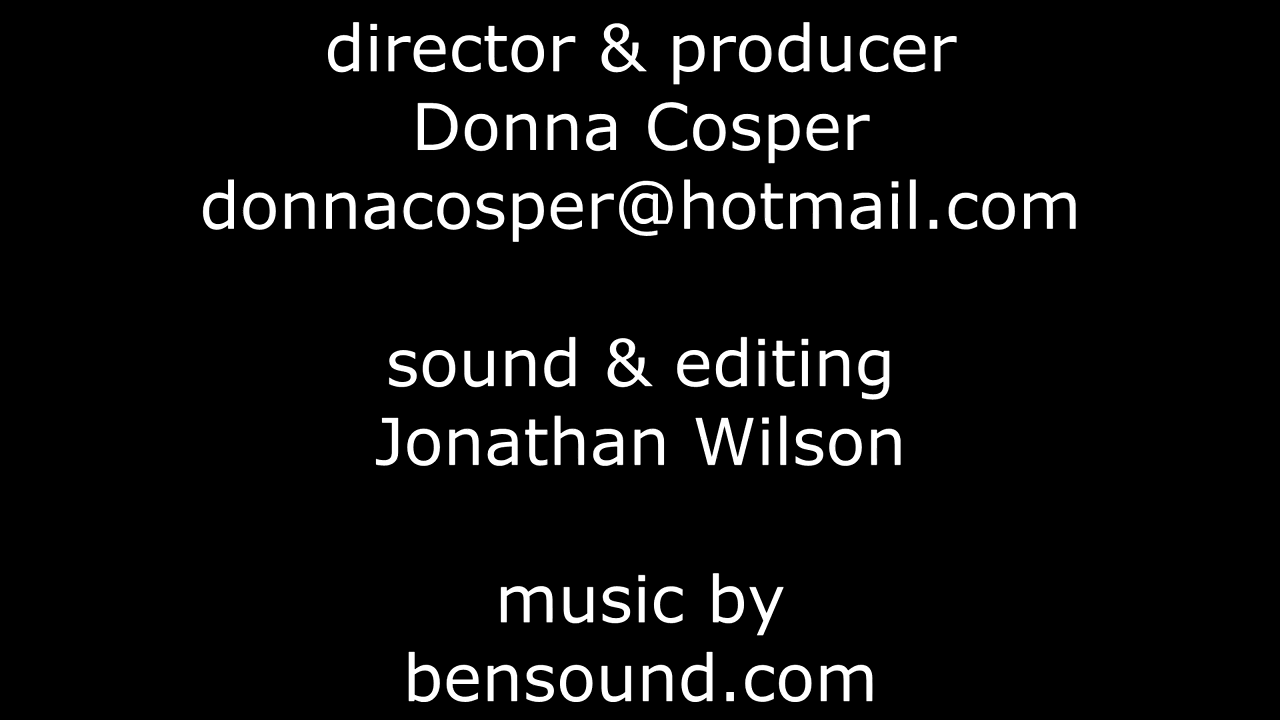 director & producer
Donna Cosper
donnacosper@hotmail.com
sound & editing
Jonathan Wilson
music by
bensound.com